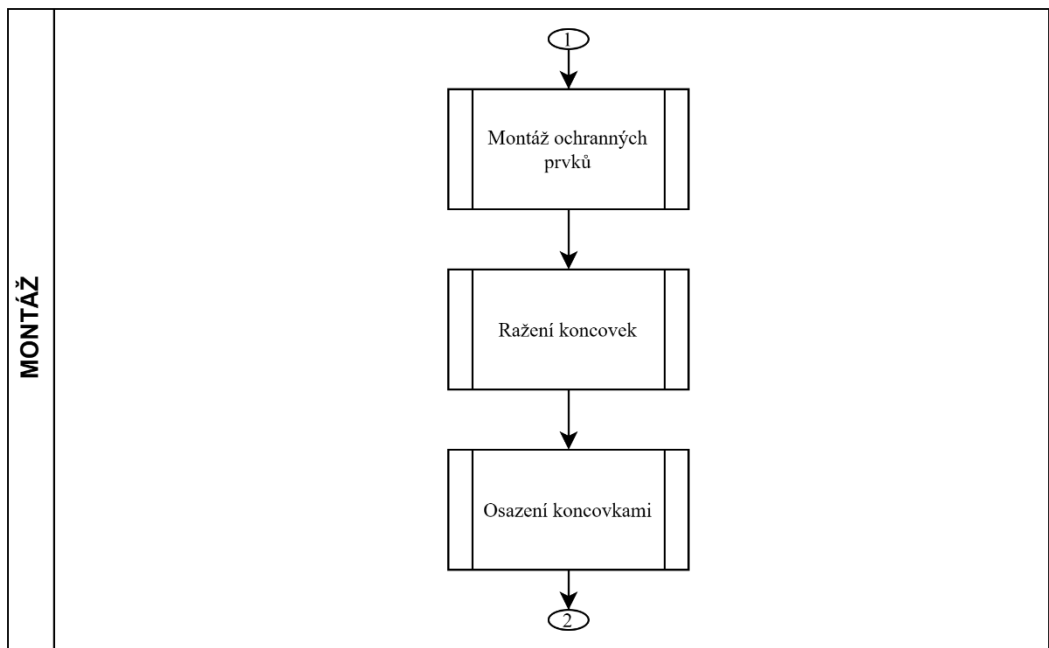 MONTÁŽ
1
Montáž ochranných
prvků
Ražení koncovek
Osazení koncovkami
2